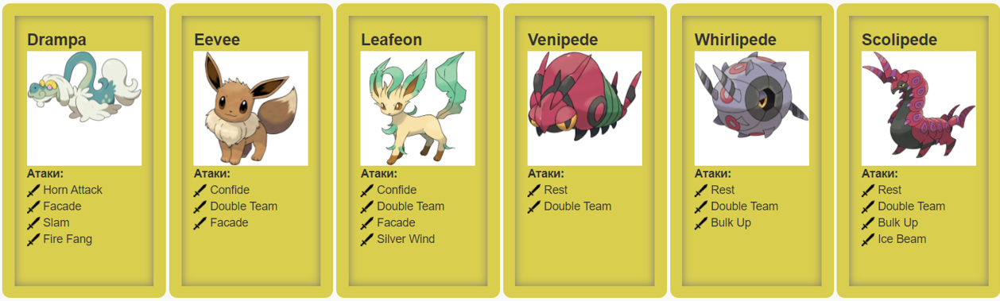 Drampa
Атаки:
Horn Attack
Facade
Slam
Fire Fang
Eevee
Атаки:
Confide
Double Team
Facade
Leafeon
Атаки:
Confide
Double Team
Facade
Silver Wind
Venipede
Атаки:
Rest
Double Team
Whirlipede
Атаки:
Rest
Double Team
Bulk Up
Scolipede
Атаки:
Rest
Double Team
Bulk Up
Ice Beam